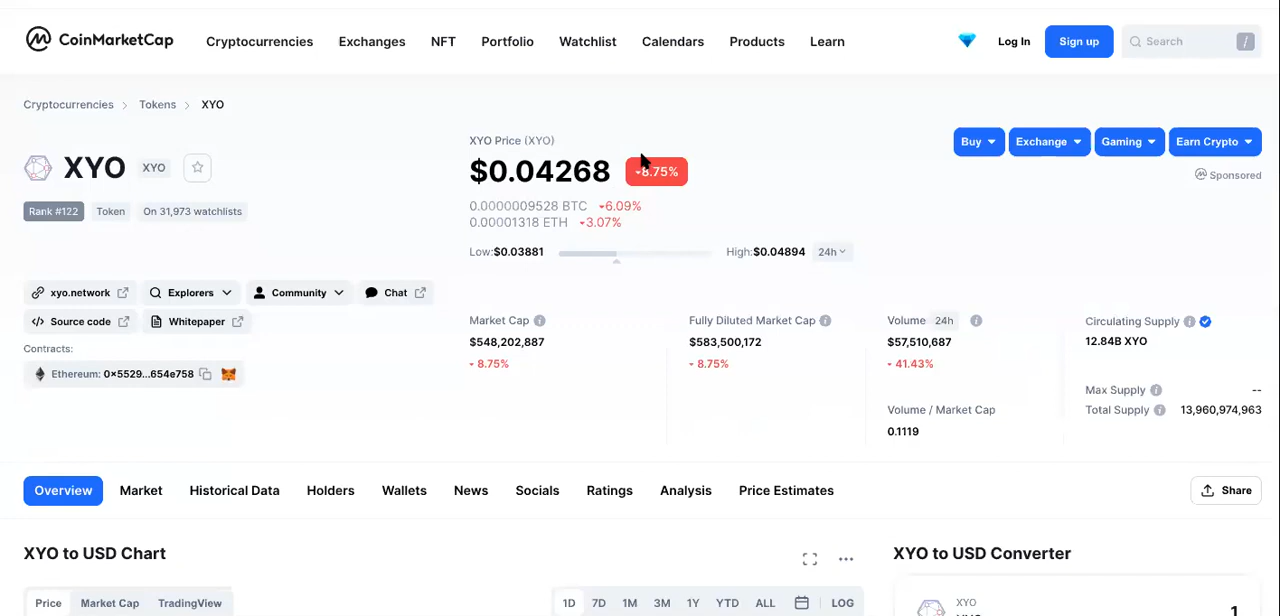 CoinMarketCap Cryptocurrencies Exchanges NFT Portfolio Watchlist Calendars Products Learn Log In Sign up Search /
Cryptocurrencies > Tokens > XYO
XYO XYO
Rank #122 Token On 31,973 watchlists
XYO Price (XYO)
$0.04268 -8.75%
0.0000009528 BTC 6.09%
0.00001318 ETH 3.07%
Low:$0.03881 High:$0.04894 24h
Buy Exchange Gaming Earn Crypto
Sponsored
xyo.network Explorers Community Chat
Source code Whitepaper
Contracts:
Ethereum: 0x5529...654e758
Market Cap
$548,202,887
8.75%
Fully Diluted Market Cap
$583,500,172
8.75%
Volume 24h
$57,510,687
41.43%
Volume / Market Cap
0.1119
Circulating Supply
12.84B XYO
Max Supply --
Total Supply 13,960,974,963
Overview Market Historical Data Holders Wallets News Socials Ratings Analysis Price Estimates Share
XYO to USD Chart
Price Market Cap TradingView 1D 7D 1M 3M 1Y YTD ALL LOG
XYO to USD Converter
XYO 1